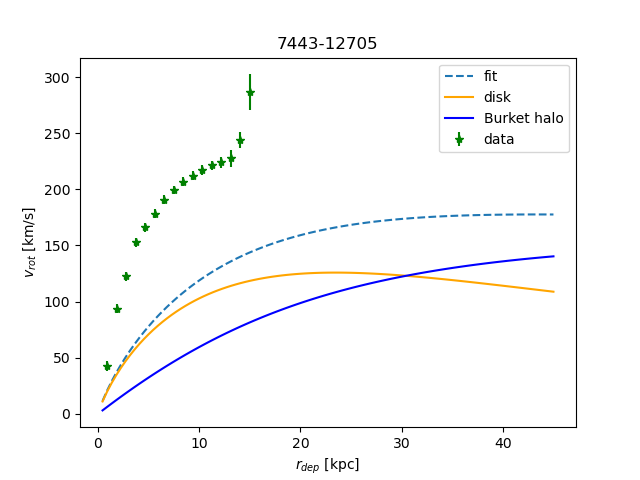 7443-12705
300
250
200
150
100
50
0
v_rot [km/s]
fit
disk
Burket halo
data
0 10 20 30 40
r_dep [kpc]